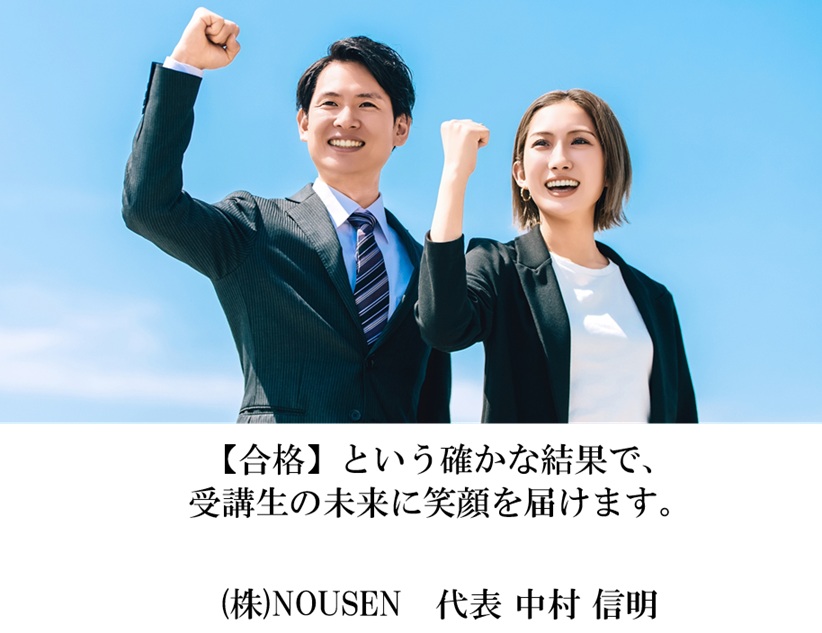 【合格】という確かな結果で、
受講生の未来に笑顔を届けます。
(株)NOUSEN　代表 中村 信明